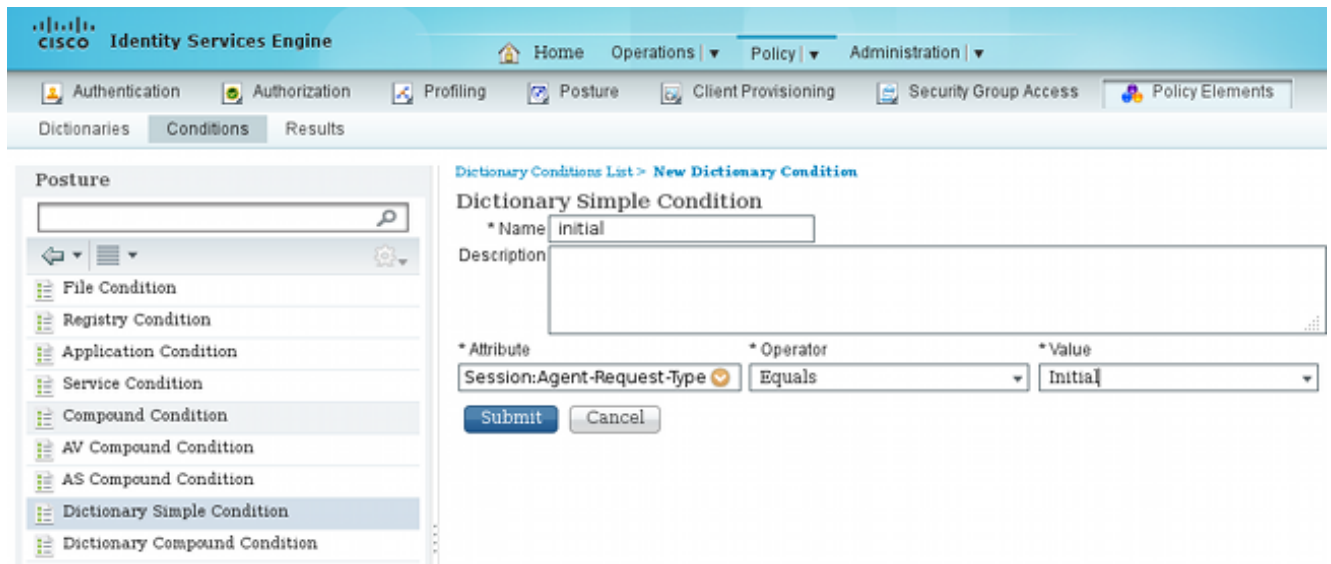 CISCO Identity Services Engine
Home Operations | Policy | Administration |
Authentication Authorization Profiling Posture Client Provisioning Security Group Access Policy Elements
Dictionaries Conditions Results
Posture
File Condition
Registry Condition
Application Condition
Service Condition
Compound Condition
AV Compound Condition
AS Compound Condition
Dictionary Simple Condition
Dictionary Compound Condition
Dictionary Conditions List > New Dictionary Condition
Dictionary Simple Condition
* Name initial
Description
* Attribute * Operator * Value
Session:Agent-Request-Type Equals Initial
Submit Cancel